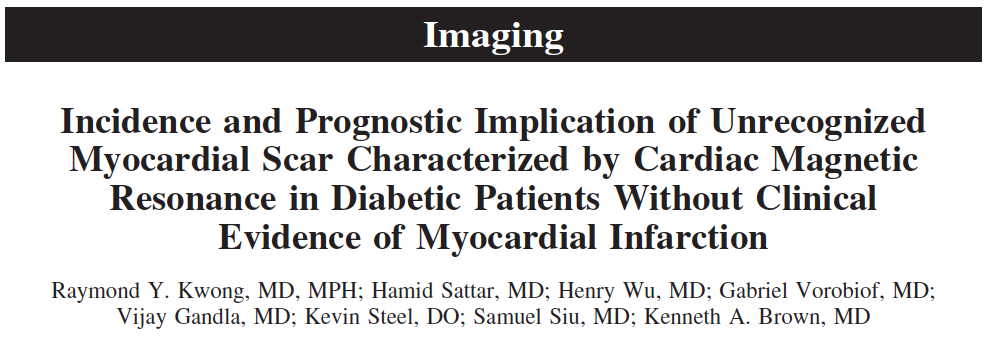 Imaging
Incidence and Prognostic Implication of Unrecognized
Myocardial Scar Characterized by Cardiac Magnetic
Resonance in Diabetic Patients Without Clinical
Evidence of Myocardial Infarction
Raymond Y. Kwong, MD, MPH; Hamid Sattar, MD; Henry Wu, MD; Gabriel Vorobiof, MD;
Vijay Gandla, MD; Kevin Steel, DO; Samuel Siu, MD; Kenneth A. Brown, MD